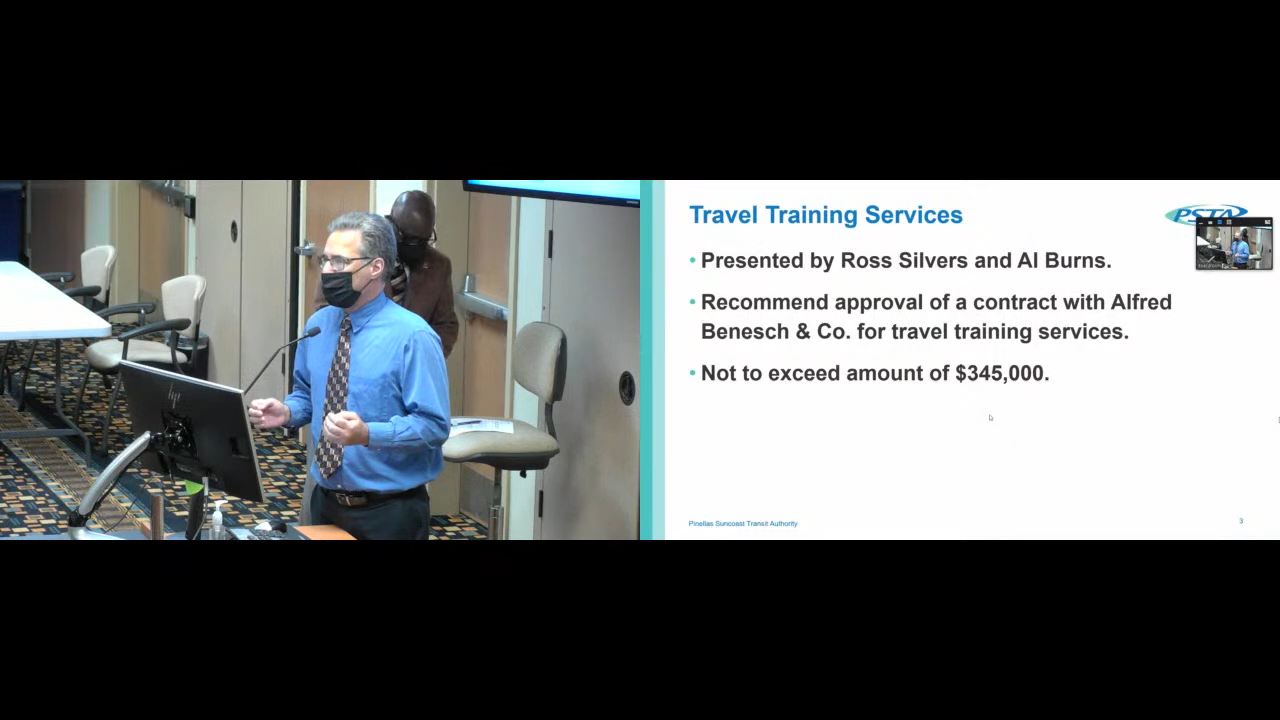 hp
Travel Training Services
PSTA
• Presented by Ross Silvers and Al Burns.
• Recommend approval of a contract with Alfred
Benesch & Co. for travel training services.
• Not to exceed amount of $345,000.
Pinellas Suncoast Transit Authority
3